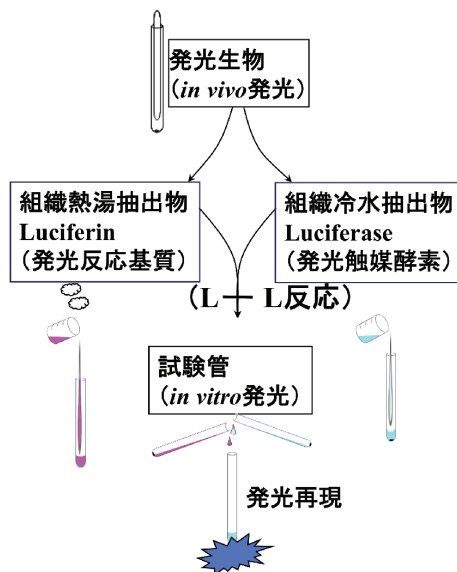 発光生物
（in vivo発光）
組織熱湯抽出物
Luciferin
（発光反応基質）
組織冷水抽出物
Luciferase
（発光触媒酵素）
（L＋L反応）
試験管
（in vitro発光）
発光再現